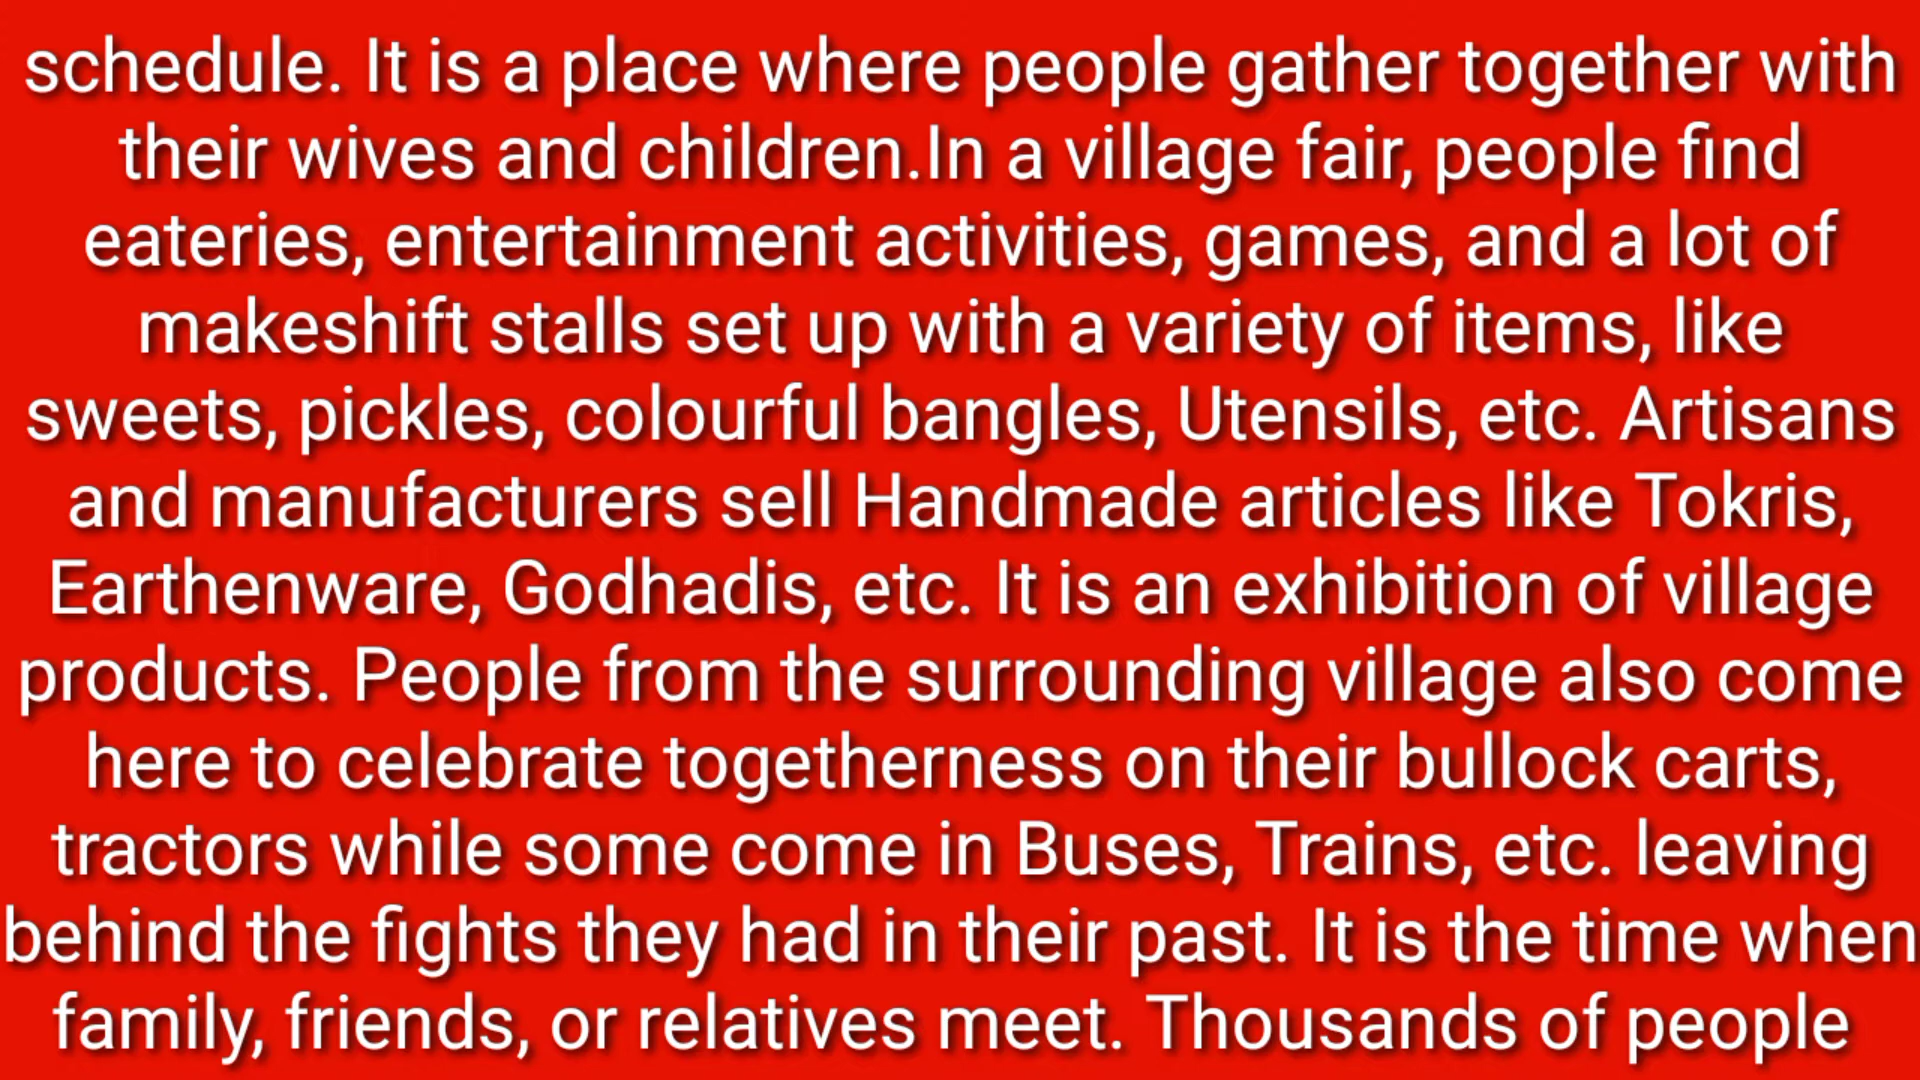 schedule. It is a place where people gather together with
their wives and children.In a village fair, people find
eateries, entertainment activities, games, and a lot of
makeshift stalls set up with a variety of items, like
sweets, pickles, colourful bangles, Utensils, etc. Artisans
and manufacturers sell Handmade articles like Tokris,
Earthenware, Godhadis, etc. It is an exhibition of village
products. People from the surrounding village also come
here to celebrate togetherness on their bullock carts,
tractors while some come in Buses, Trains, etc. leaving
behind the fights they had in their past. It is the time when
family, friends, or relatives meet. Thousands of people